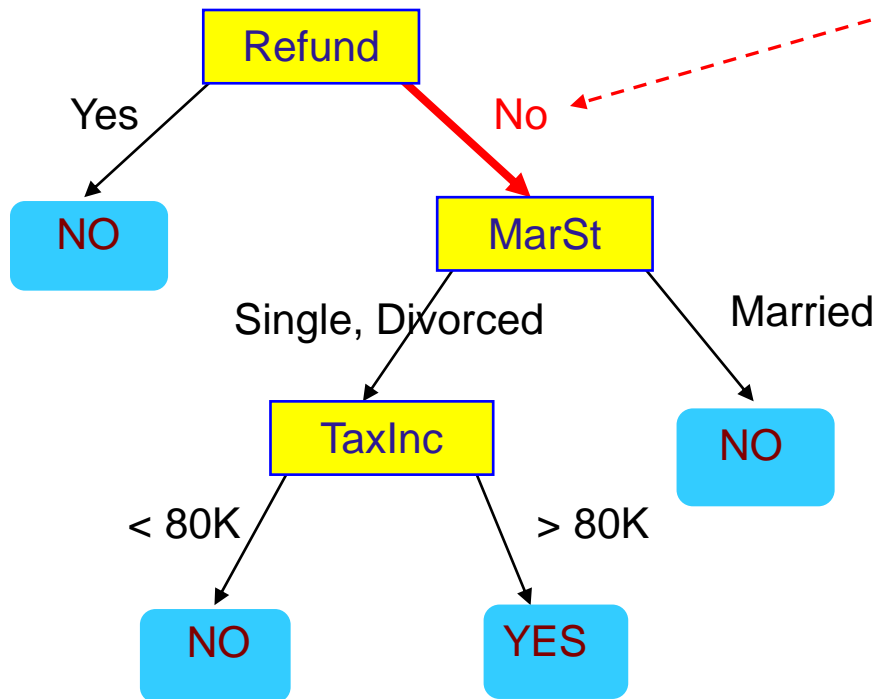 Refund
Yes
No
NO
MarSt
Single, Divorced
Married
TaxInc
NO
< 80K
> 80K
NO
YES